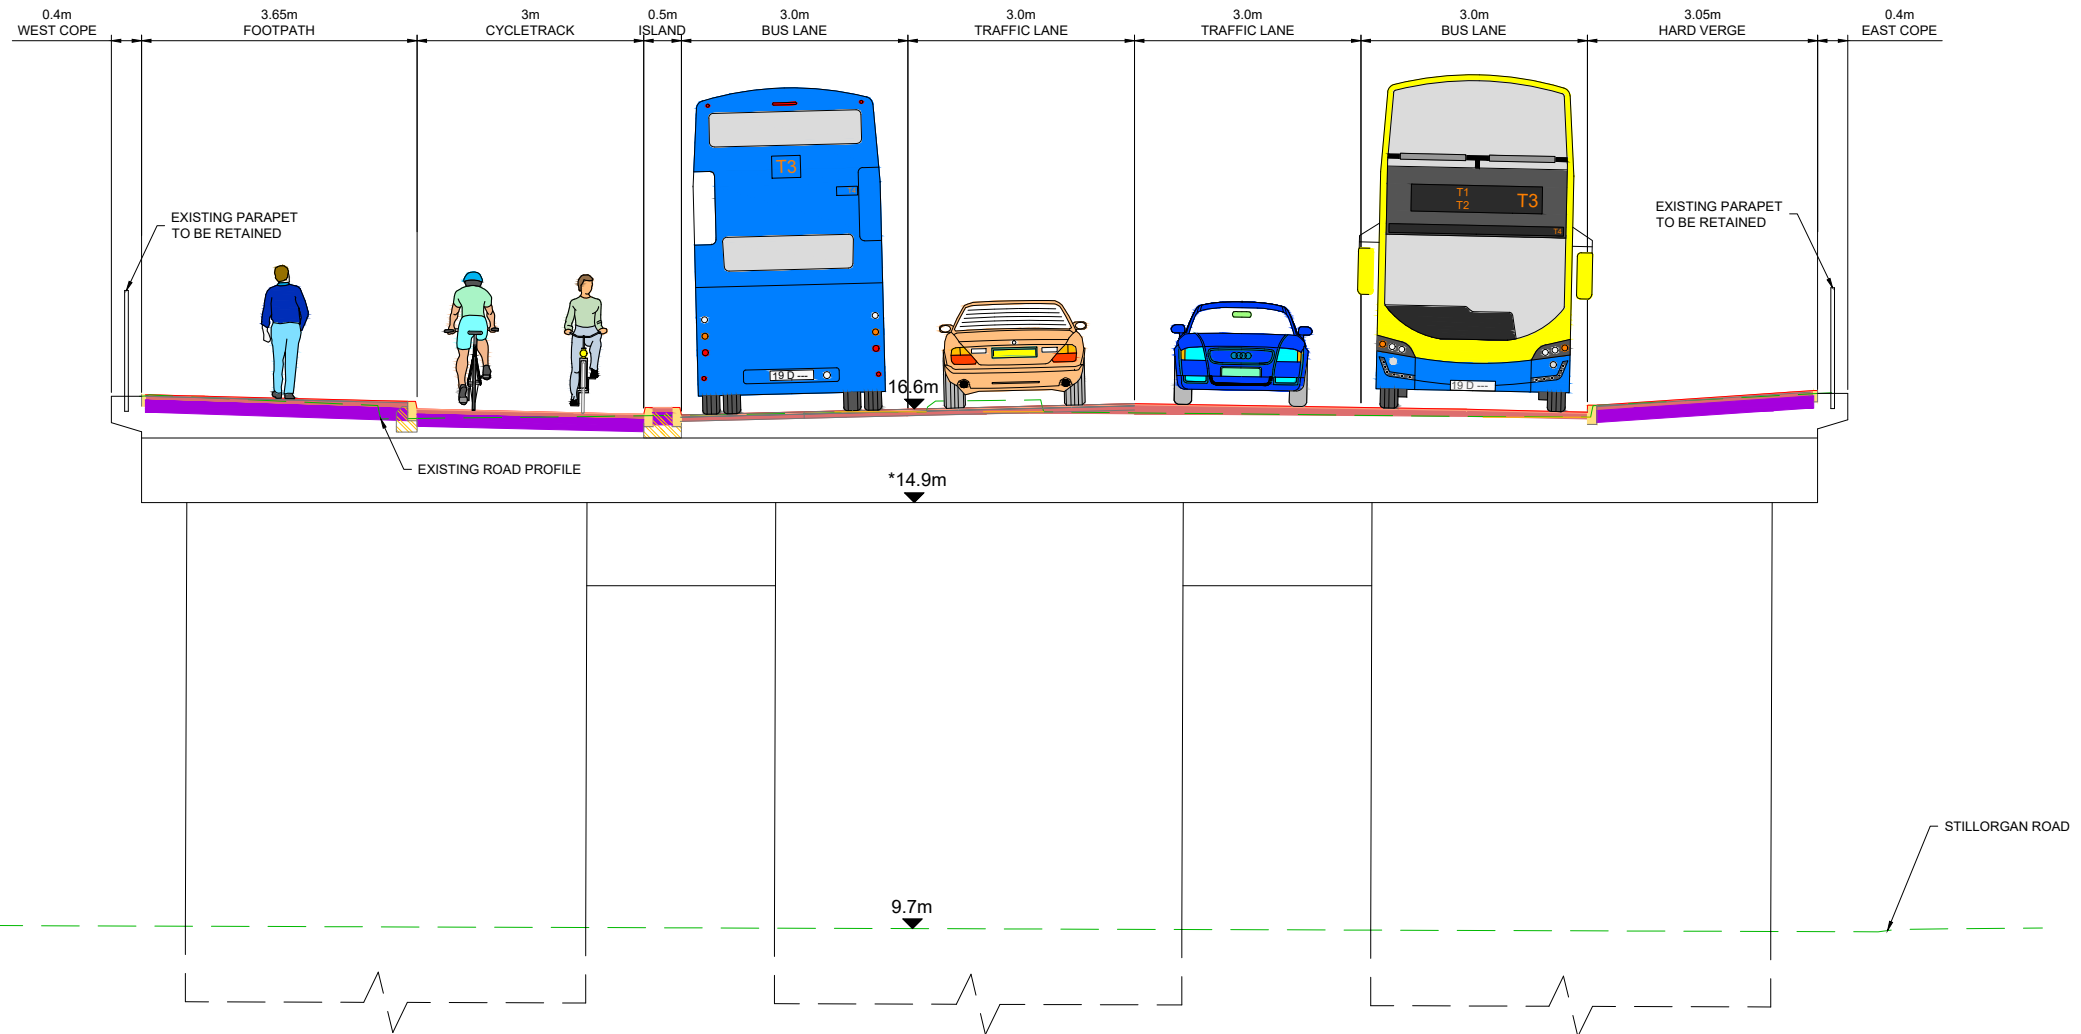 0.4m
WEST COPE
3.65m
FOOTPATH
3m
CYCLETRACK
0.5m
ISLAND
3.0m
BUS LANE
3.0m
TRAFFIC LANE
3.0m
TRAFFIC LANE
3.0m
BUS LANE
3.05m
HARD VERGE
0.4m
EAST COPE
T3
T1
T2
T3
T4
EXISTING PARAPET
TO BE RETAINED
EXISTING PARAPET
TO BE RETAINED
19 D ---
19 D ---
16.6m
EXISTING ROAD PROFILE
*14.9m
STILLORGAN ROAD
9.7m